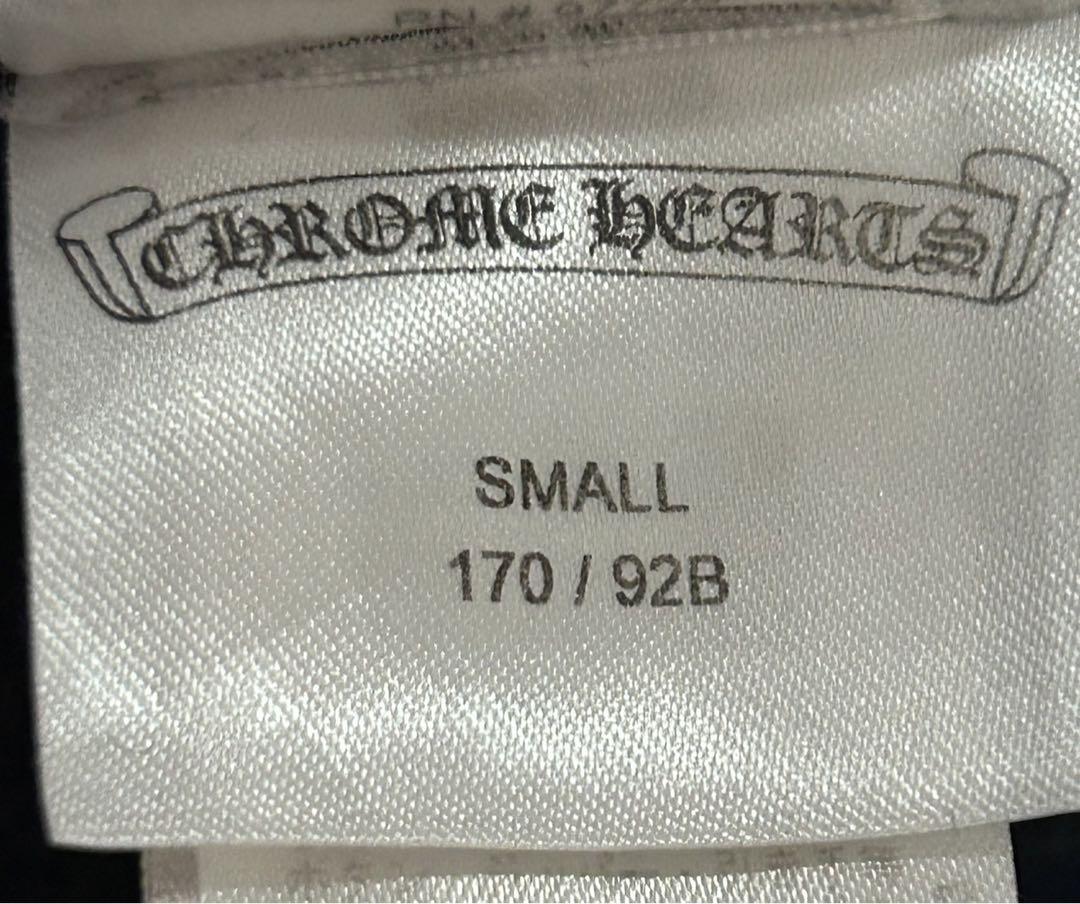 CHROME HEARTS
SMALL
170 / 92B